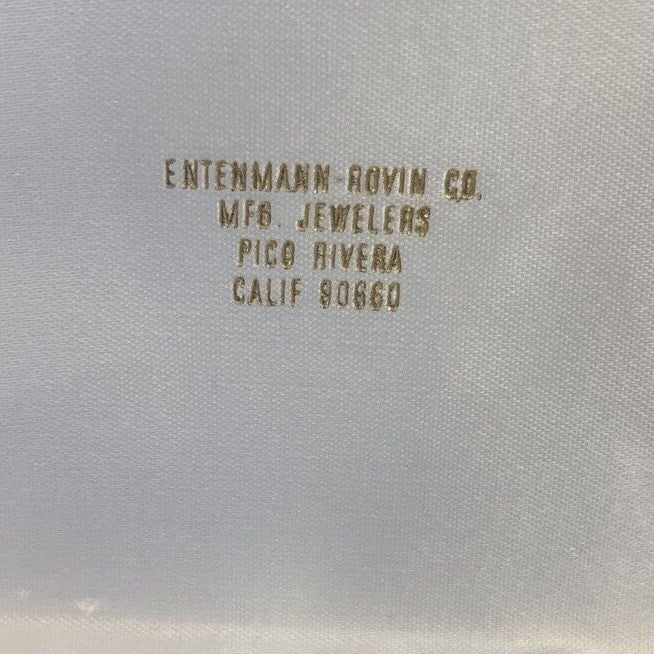 ENTENMANN-ROVIN CO.
MFG. JEWELERS
PICO RIVERA
CALIF 90660